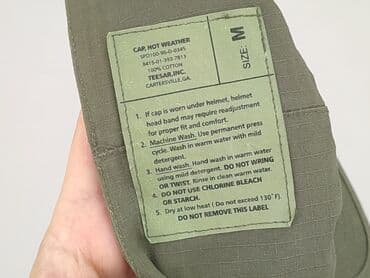 CAP, HOT WEATHER
SPO100-96-D-0345
8415-01-393-7813
100% COTTON
TEESAR, INC.
CARTERSVILLE, GA.
SIZE: M
1. If cap is worn under helmet, helmet
head band may require readjustment
for proper fit and comfort.
2. Machine Wash. Use permanent press
cycle. Wash in warm water with mild
detergent.
3. Hand wash. Hand wash in warm water
using mild detergent. DO NOT WRING
OR TWIST. Rinse in clean warm water.
4. DO NOT USE CHLORINE BLEACH
OR STARCH.
5. Dry at low heat ( Do not exceed 130°F).
DO NOT REMOVE THIS LABEL